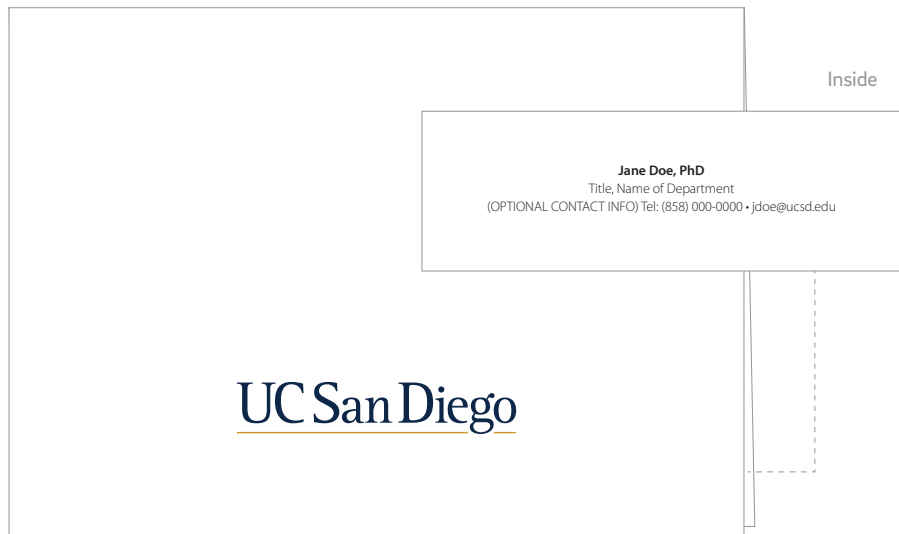 Inside
Jane Doe, PhD
Title, Name of Department
(OPTIONAL CONTACT INFO) Tel: (858) 000-0000 • jdoe@ucsd.edu
UC San Diego